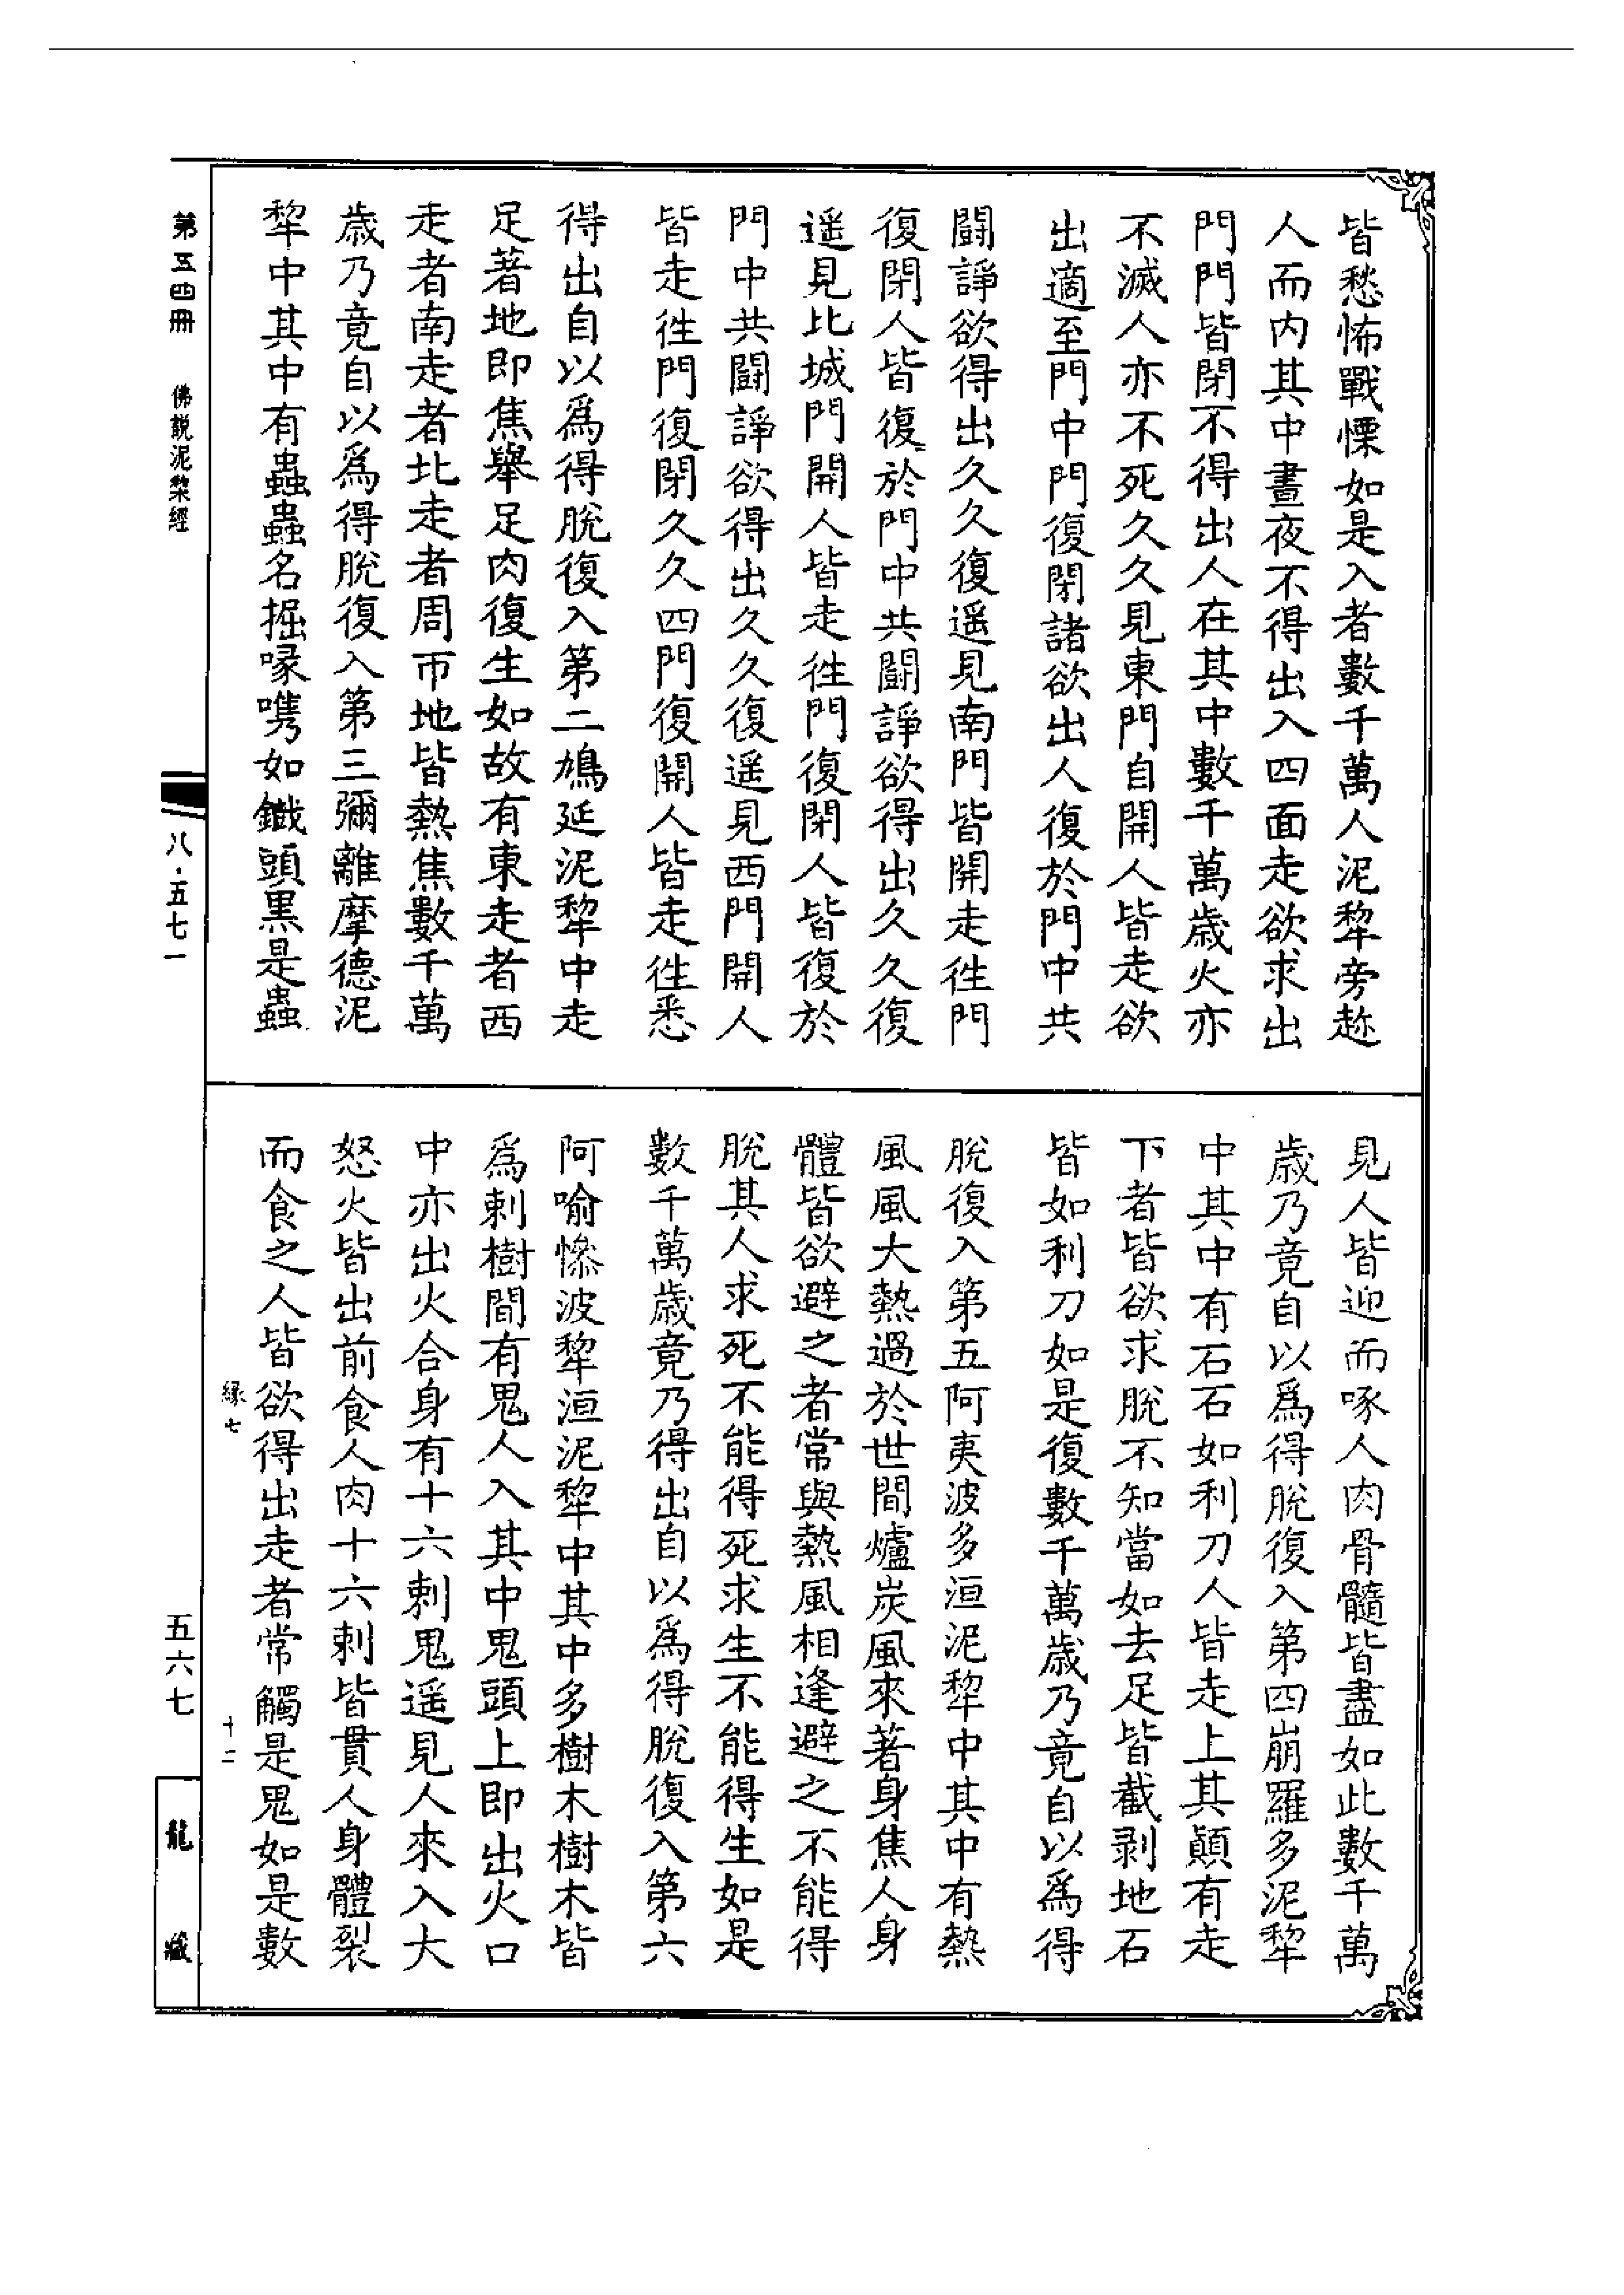 皆愁怖戰慄如是入者數千萬人泥犂旁趂
人而内其中晝夜不得出入四面走欲求出
門門皆閉不得出人在其中數千萬歲火亦
不滅人亦不死久久見東門自開人皆走欲
出適至門中門復閉諸欲出人復於門中共
鬪諍欲得出久久復遥見南門皆開走徃門
復閉人皆復於門中共鬪諍欲得出久久復
遥見北城門開人皆走徃門復閉人皆復於
門中共鬪諍欲得出久久復遥見西門開人
皆走徃門復閉久久四門復開人皆走徃悉
得出自以爲得脫復入第二鳩延泥犂中走
足著地即焦舉足肉復生如故有東走者西
走者南走者北走者周帀地皆熱焦數千萬
歲乃竟自以爲得脫復入第三彌離摩德泥
犂中其中有蟲蟲名掘喙㗖如鐵頭黒是蟲
見人皆迎而啄人肉骨髓皆盡如此數千萬
歲乃竟自以爲得脫復入第四崩羅多泥犂
中其中有石石如利刀人皆走上其顛有走
下者皆欲求脫不知當如去足皆截剥地石
皆如利刀如是復數千萬歲乃竟自以爲得
脫復入第五阿夷波多洹泥犂中其中有熱
風風大熱過於世間爐炭風來著身焦人身
體皆欲避之者常與熱風相逢避之不能得
脫其人求死不能得死求生不能得生如是
數千萬歲竟乃得出自以爲得脫復入第六
阿喻慘波犂洹泥犂中其中多樹木樹木皆
爲刺樹間有鬼人入其中鬼頭上即出火口
中亦出火合身有十六刺鬼遥見人來入大
怒火皆出前食人肉十六刺皆貫人身體裂
而食之人皆欲得出走者常觸是鬼如是數
第五四冊 佛說泥犂經
八·五七一
五六七
龍藏
緣七
十二